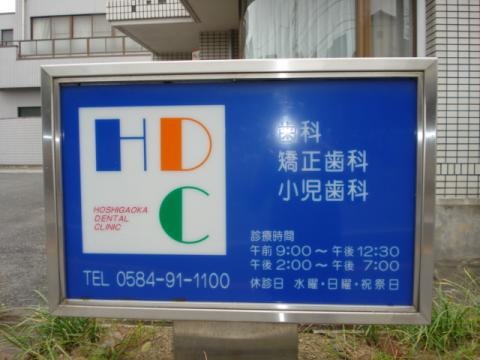 HD
C
HOSHIGAOKA
DENTAL
CLINIC
TEL 0584-91-1100
歯科
矯正歯科
小児歯科
診療時間
午前 9:00～午後 12:30
午後 2:00～午後 7:00
休診日 水曜・日曜・祝祭日